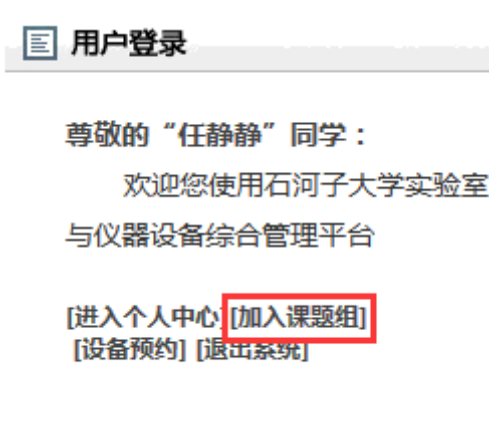 用户登录
尊敬的“任静静”同学：
欢迎您使用石河子大学实验室
与仪器设备综合管理平台
[进入个人中心] [加入课题组]
[设备预约] [退出系统]